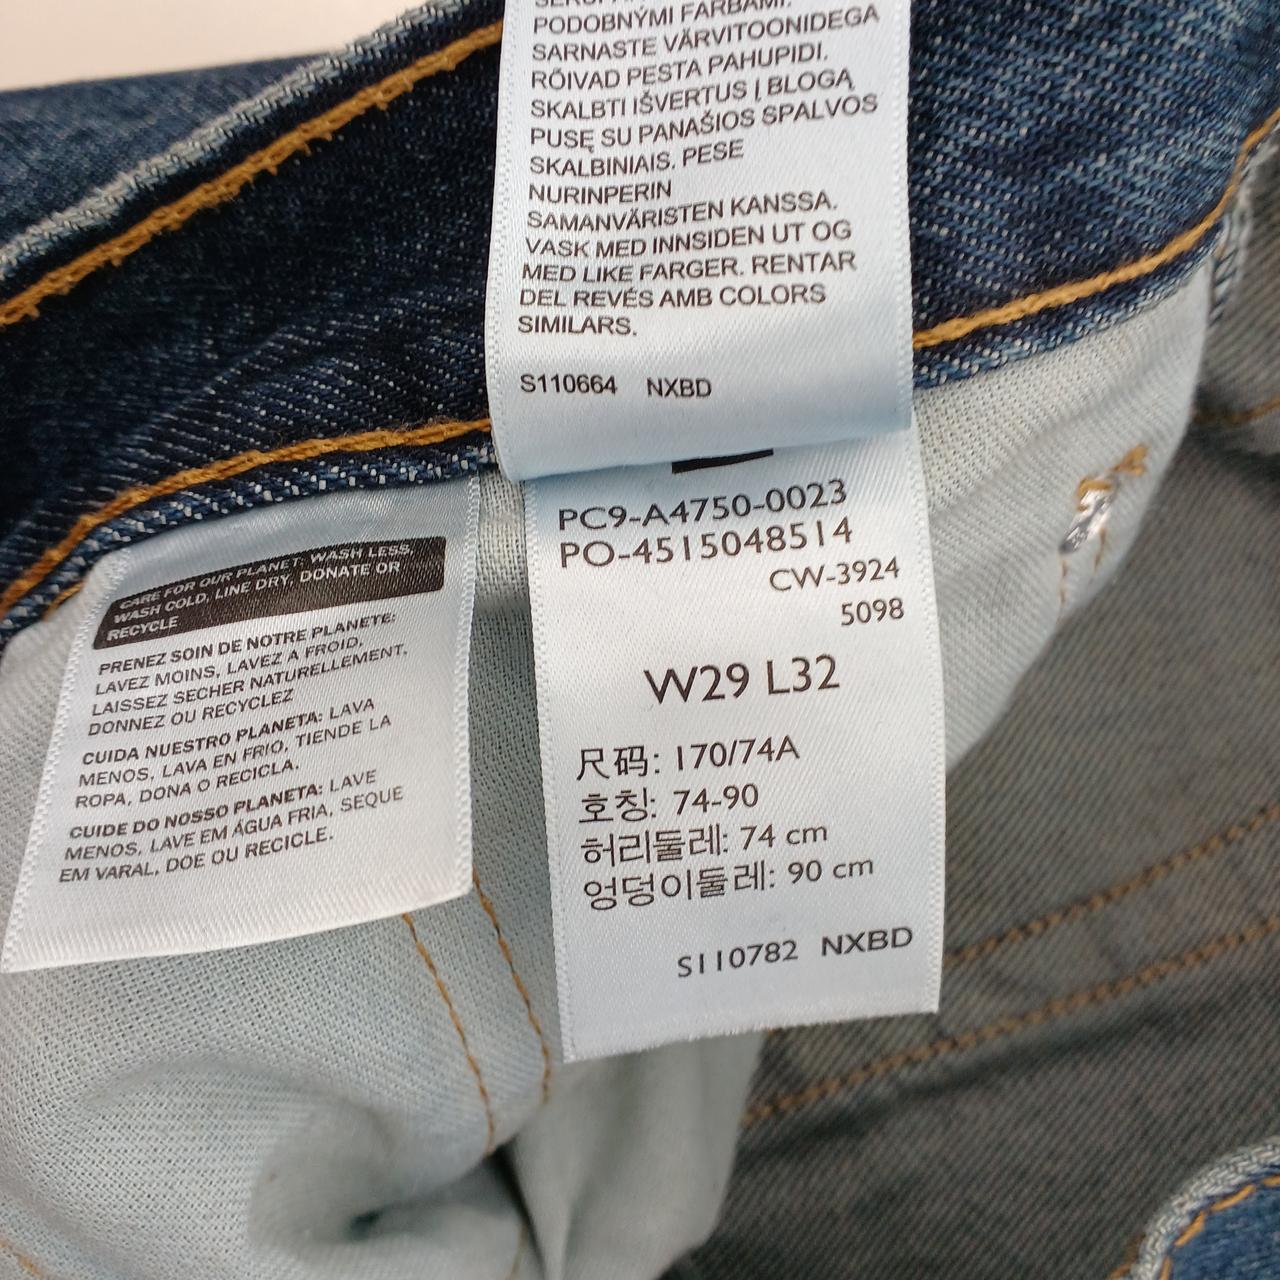 PODOBNÝMI FARBAMI.
SARNASTE VÄRVITOONIDEGA
RÕIVAD PESTA PAHUPIDI.
SKALBTI IŠVERTUS Į BLOGĄ
PUSĘ SU PANAŠIOS SPALVOS
SKALBINIAIS. PESE
NURINPERIN
SAMANVÄRISTEN KANSSA.
VASK MED INNSIDEN UT OG
MED LIKE FARGER. RENTAR
DEL REVÉS AMB COLORS
SIMILARS.
S110664 NXBD
CARE FOR OUR PLANET: WASH LESS,
WASH COLD, LINE DRY, DONATE OR
RECYCLE
PRENEZ SOIN DE NOTRE PLANETE:
LAVEZ MOINS, LAVEZ A FROID,
LAISSEZ SECHER NATURELLEMENT.
DONNEZ OU RECYCLEZ
CUIDA NUESTRO PLANETA: LAVA
MENOS, LAVA EN FRIO, TIENDE LA
ROPA, DONA O RECICLA.
CUIDE DO NOSSO PLANETA: LAVE
MENOS, LAVE EM ÁGUA FRIA, SEQUE
EM VARAL, DOE OU RECICLE.
PC9-A4750-0023
PO-4515048514
CW-3924
5098
W29 L32
尺码: 170/74A
호칭: 74-90
허리둘레: 74 cm
엉덩이둘레: 90 cm
S110782 NXBD